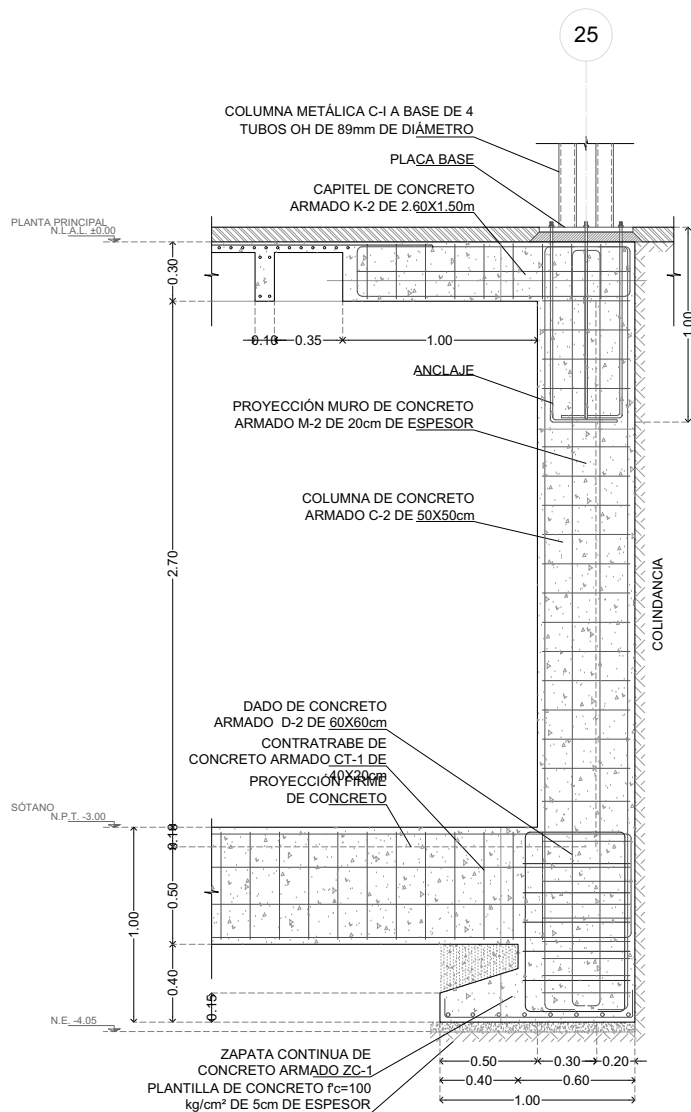 25
COLUMNA METÁLICA C-I A BASE DE 4
TUBOS OH DE 89mm DE DIÁMETRO
PLACA BASE
CAPITEL DE CONCRETO
ARMADO K-2 DE 2.60X1.50m
PLANTA PRINCIPAL
N.L.A.L. ±0.00
0.30
0.10
0.35
1.00
1.00
ANCLAJE
PROYECCIÓN MURO DE CONCRETO
ARMADO M-2 DE 20cm DE ESPESOR
COLUMNA DE CONCRETO
ARMADO C-2 DE 50X50cm
2.70
COLINDANCIA
DADO DE CONCRETO
ARMADO D-2 DE 60X60cm
CONTRATRABE DE
CONCRETO ARMADO CT-1 DE
40X20cm
PROYECCIÓN FIRME
DE CONCRETO
SÓTANO
N.P.T. -3.00
0.10
0.50
1.00
0.40
0.15
N.E. -4.05
ZAPATA CONTINUA DE
CONCRETO ARMADO ZC-1
PLANTILLA DE CONCRETO f'c=100
kg/cm² DE 5cm DE ESPESOR
0.50
0.30
0.20
0.40
0.60
1.00